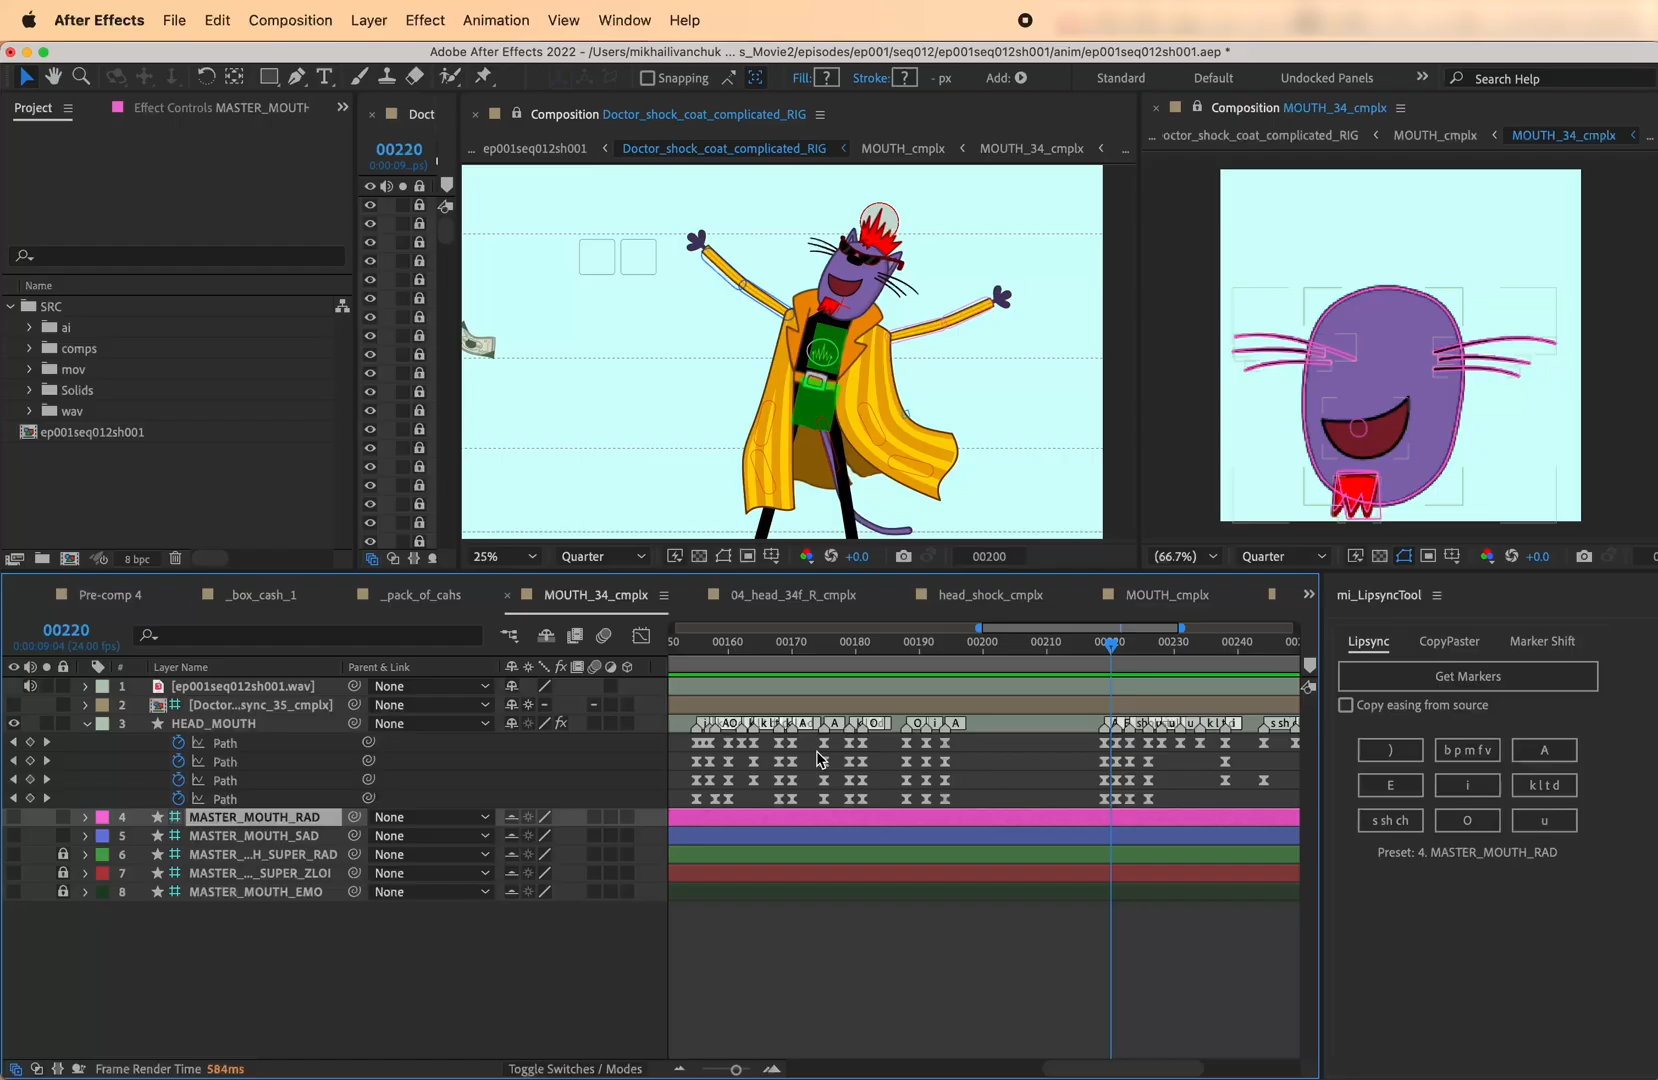 After Effects File Edit Composition Layer Effect Animation View Window Help
Adobe After Effects 2022 - /Users/mikhailivanchuk ... s_Movie2/episodes/ep001/seq012/ep001seq012sh001/anim/ep001seq012sh001.aep *
Snapping Fill: ? Stroke: ? - px Add: Standard Default Undocked Panels Search Help
Project Effect Controls MASTER_MOUTH
Doct
Composition Doctor_shock_coat_complicated_RIG
Composition MOUTH_34_cmplx
... ep001seq012sh001 Doctor_shock_coat_complicated_RIG MOUTH_cmplx MOUTH_34_cmplx ...
... octor_shock_coat_complicated_RIG MOUTH_cmplx MOUTH_34_cmplx ...
00220
0:00:09...ps)
Name
SRC
ai
comps
mov
Solids
wav
ep001seq012sh001
8 bpc
25% Quarter +0.0 00200
(66.7%) Quarter +0.0
Pre-comp 4 _box_cash_1 _pack_of_cahs MOUTH_34_cmplx 04_head_34f_R_cmplx head_shock_cmplx MOUTH_cmplx
00220
0:00:09:04 (24.00 fps)
50 00160 00170 00180 00190 00200 00210 00220 00230 00240
# Layer Name Parent & Link
1 [ep001seq012sh001.wav] None
2 [Doctor...sync_35_cmplx] None
3 HEAD_MOUTH None
Path
Path
Path
Path
4 MASTER_MOUTH_RAD None
5 MASTER_MOUTH_SAD None
6 MASTER_...H_SUPER_RAD None
7 MASTER_..._SUPER_ZLOI None
8 MASTER_MOUTH_EMO None
Frame Render Time 584ms Toggle Switches / Modes
mi_LipsyncTool
Lipsync CopyPaster Marker Shift
Get Markers
Copy easing from source
) b p m f v A
E i k l t d
s sh ch O u
Preset: 4. MASTER_MOUTH_RAD